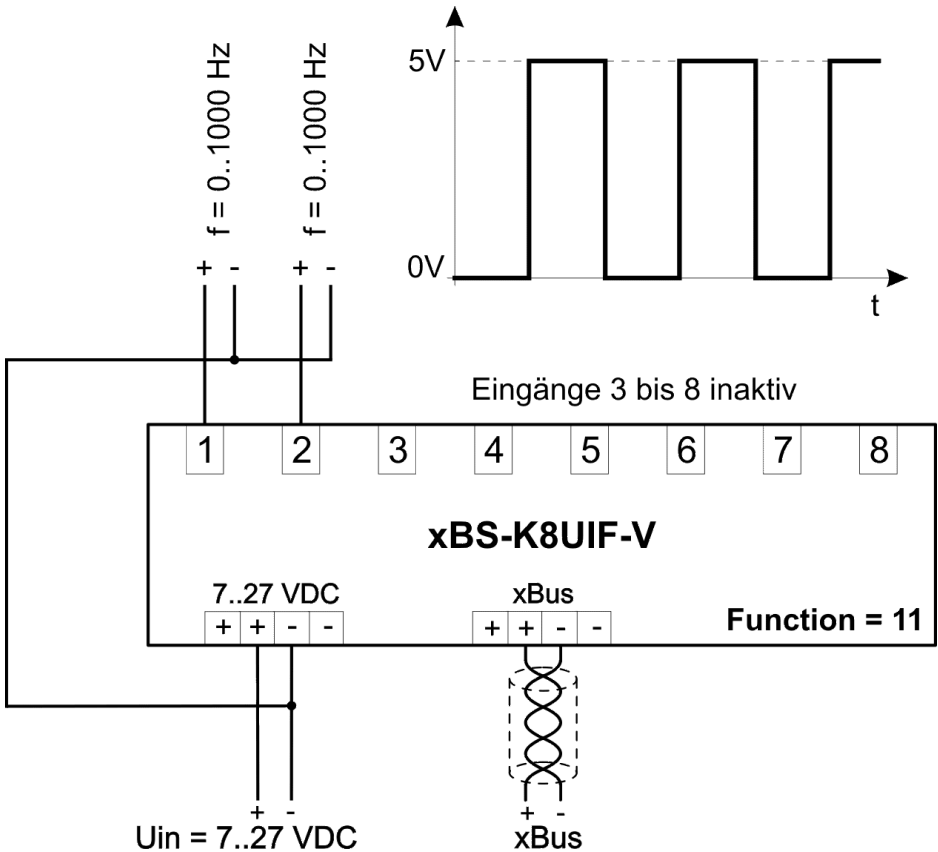 f = 0..1000 Hz
f = 0..1000 Hz
+ - + -
5V
0V
t
Eingänge 3 bis 8 inaktiv
1 2 3 4 5 6 7 8
xBS-K8UIF-V
7..27 VDC
+ + - -
xBus
+ + - -
Function = 11
+ -
Uin = 7..27 VDC
+ -
xBus